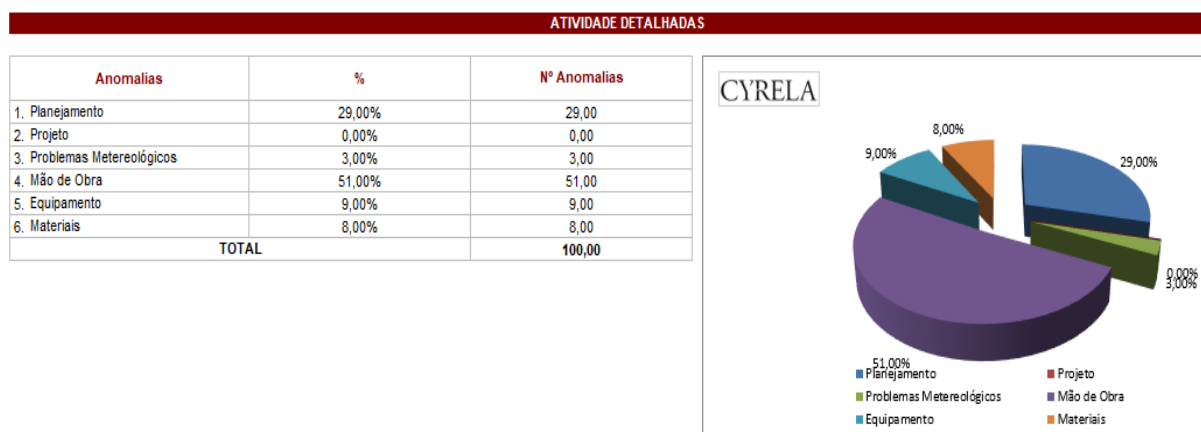 ATIVIDADE DETALHADAS
Anomalias % Nº Anomalias
1. Planejamento 29,00% 29,00
2. Projeto 0,00% 0,00
3. Problemas Metereológicos 3,00% 3,00
4. Mão de Obra 51,00% 51,00
5. Equipamento 9,00% 9,00
6. Materiais 8,00% 8,00
TOTAL 100,00
CYRELA
8,00%
9,00%
29,00%
0,00%
3,00%
51,00%
Planejamento Projeto
Problemas Metereológicos Mão de Obra
Equipamento Materiais